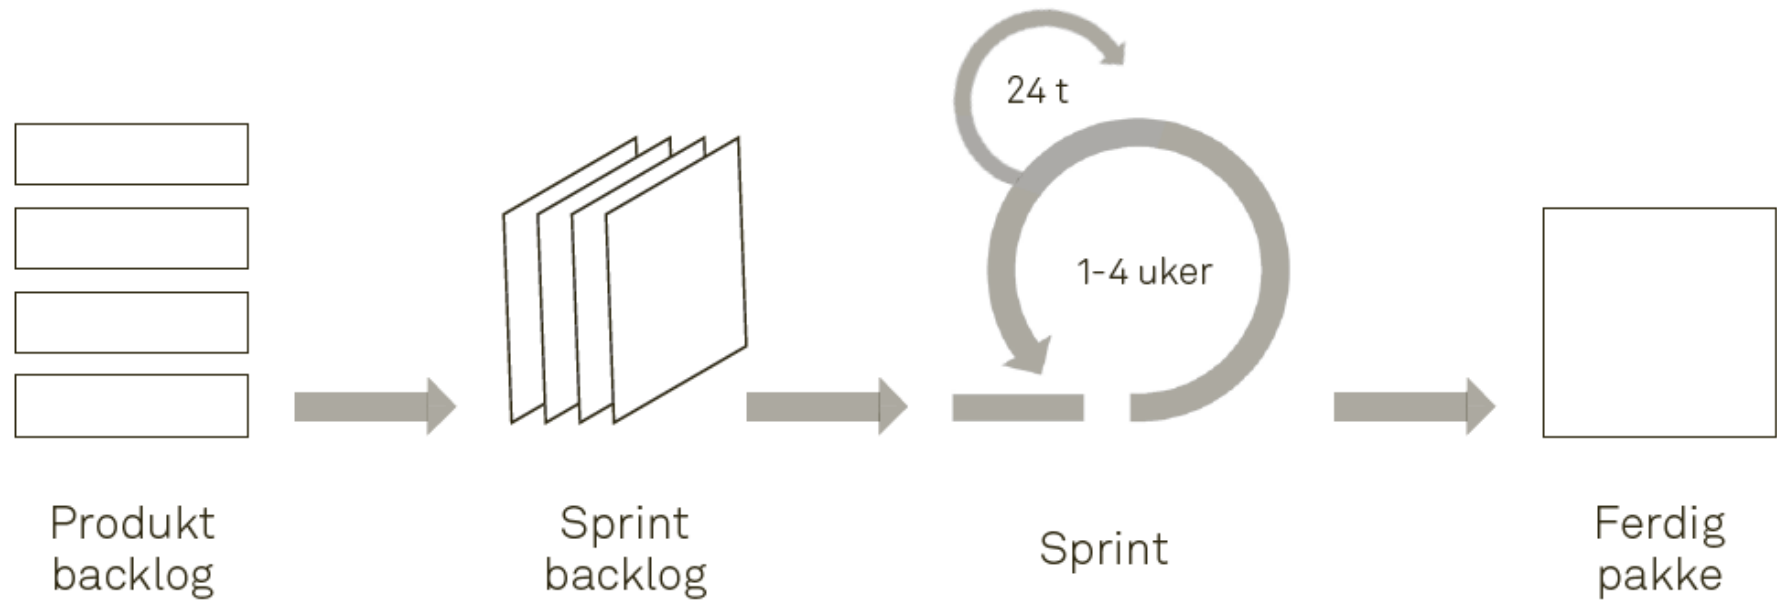 24 t
1-4 uker
Produkt
backlog
Sprint
backlog
Sprint
Ferdig
pakke